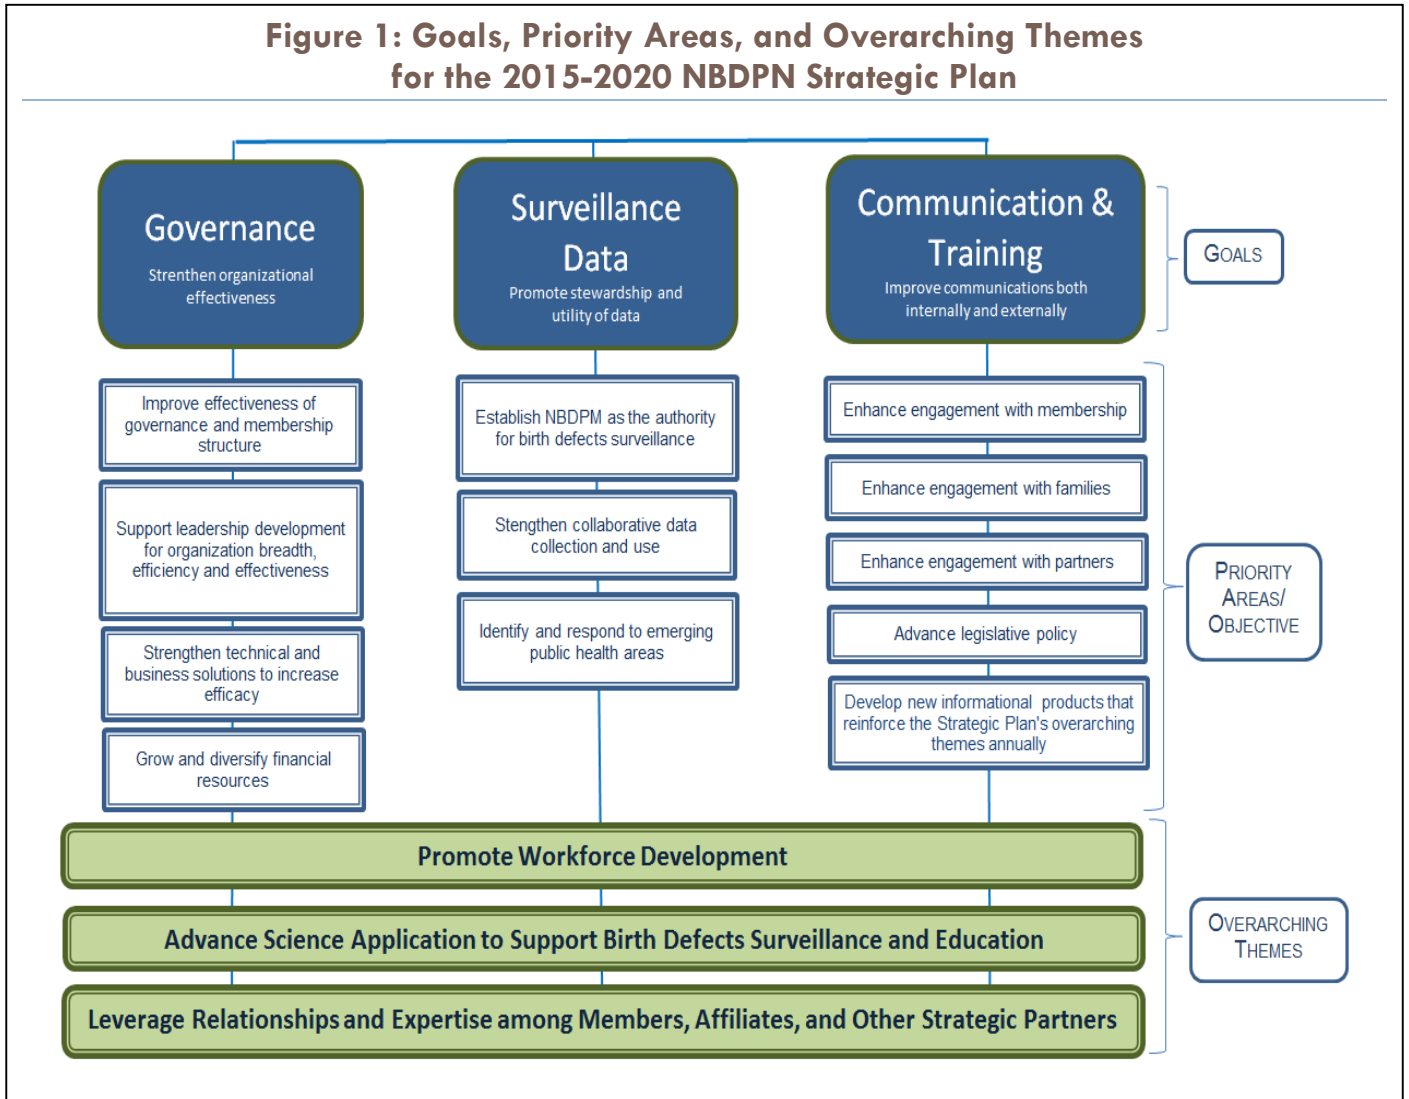 Figure 1: Goals, Priority Areas, and Overarching Themes
for the 2015-2020 NBDPN Strategic Plan
Governance
Strenthen organizational
effectiveness
Surveillance
Data
Promote stewardship and
utility of data
Communication &
Training
Improve communications both
internally and externally
GOALS
Improve effectiveness of
governance and membership
structure
Support leadership development
for organization breadth,
efficiency and effectiveness
Strengthen technical and
business solutions to increase
efficacy
Grow and diversify financial
resources
Establish NBDPM as the authority
for birth defects surveillance
Stengthen collaborative data
collection and use
Identify and respond to emerging
public health areas
Enhance engagement with membership
Enhance engagement with families
Enhance engagement with partners
Advance legislative policy
Develop new informational products that
reinforce the Strategic Plan's overarching
themes annually
PRIORITY
AREAS/
OBJECTIVE
Promote Workforce Development
Advance Science Application to Support Birth Defects Surveillance and Education
Leverage Relationships and Expertise among Members, Affiliates, and Other Strategic Partners
OVERARCHING
THEMES